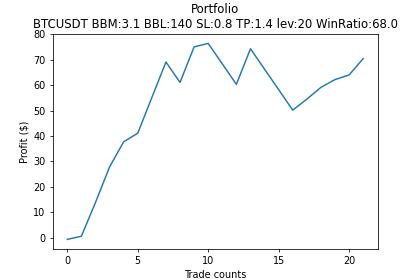 Portfolio
BTCUSDT BBM:3.1 BBL:140 SL:0.8 TP:1.4 lev:20 WinRatio:68.0
80
70
60
50
40
30
20
10
0
Profit ($)
0 5 10 15 20
Trade counts